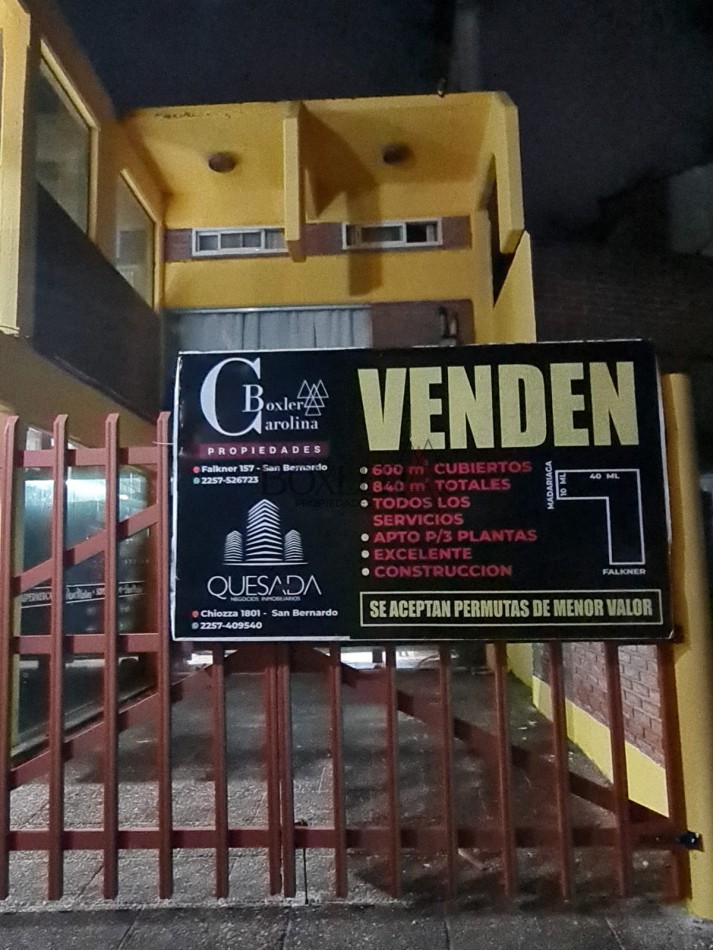 C Boxler
Carolina
PROPIEDADES
Falkner 157 - San Bernardo
2257-526723
QUESADA
NEGOCIOS INMOBILIARIOS
Chiozza 1801 - San Bernardo
2257-409540
VENDEN
600 m² CUBIERTOS
840 m² TOTALES
TODOS LOS
SERVICIOS
APTO P/3 PLANTAS
EXCELENTE
CONSTRUCCION
MADARIAGA
10 ML
40 ML
FALKNER
SE ACEPTAN PERMUTAS DE MENOR VALOR